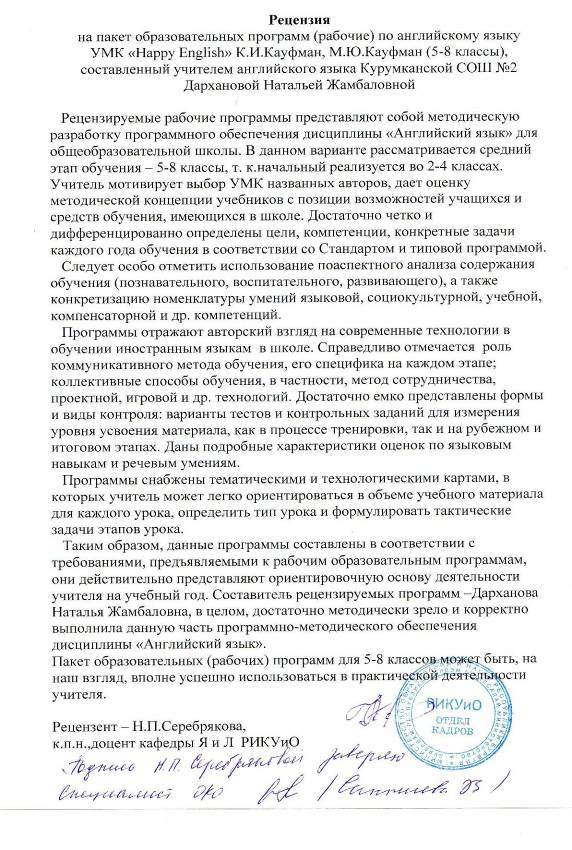 Рецензия
на пакет образовательных программ (рабочие) по английскому языку
УМК «Happy English» К.И.Кауфман, М.Ю.Кауфман (5-8 классы),
составленный учителем английского языка Курумканской СОШ №2
Дархановой Натальей Жамбаловной
Рецензируемые рабочие программы представляют собой методическую
разработку программного обеспечения дисциплины «Английский язык» для
общеобразовательной школы. В данном варианте рассматривается средний
этап обучения – 5-8 классы, т. к.начальный реализуется во 2-4 классах.
Учитель мотивирует выбор УМК названных авторов, дает оценку
методической концепции учебников с позиции возможностей учащихся и
средств обучения, имеющихся в школе. Достаточно четко и
дифференцированно определены цели, компетенции, конкретные задачи
каждого года обучения в соответствии со Стандартом и типовой программой.
Следует особо отметить использование поаспектного анализа содержания
обучения (познавательного, воспитательного, развивающего), а также
конкретизацию номенклатуры умений языковой, социокультурной, учебной,
компенсаторной и др. компетенций.
Программы отражают авторский взгляд на современные технологии в
обучении иностранным языкам в школе. Справедливо отмечается роль
коммуникативного метода обучения, его специфика на каждом этапе;
коллективные способы обучения, в частности, метод сотрудничества,
проектной, игровой и др. технологий. Достаточно емко представлены формы
и виды контроля: варианты тестов и контрольных заданий для измерения
уровня усвоения материала, как в процессе тренировки, так и на рубежном и
итоговом этапах. Даны подробные характеристики оценок по языковым
навыкам и речевым умениям.
Программы снабжены тематическими и технологическими картами, в
которых учитель может легко ориентироваться в объеме учебного материала
для каждого урока, определить тип урока и формулировать тактические
задачи этапов урока.
Таким образом, данные программы составлены в соответствии с
требованиями, предъявляемыми к рабочим образовательным программам,
они действительно представляют ориентировочную основу деятельности
учителя на учебный год. Составитель рецензируемых программ –Дарханова
Наталья Жамбаловна, в целом, достаточно методически зрело и корректно
выполнила данную часть программно-методического обеспечения
дисциплины «Английский язык».
Пакет образовательных (рабочих) программ для 5-8 классов может быть, на
наш взгляд, вполне успешно использоваться в практической деятельности
учителя.
РИКУиО
ОТДЕЛ
КАДРОВ
Рецензент – Н.П.Серебрякова,
к.п.н.,доцент кафедры Я и Л РИКУиО
Подпись Н.П. Серебряковой заверяю
Специалист ОКО